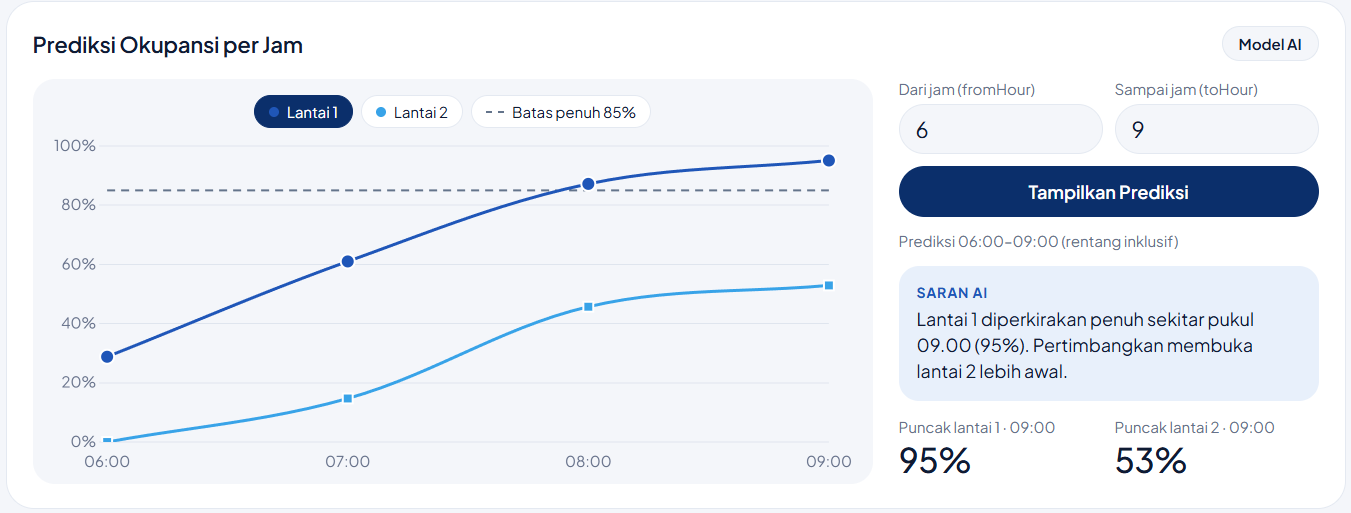 Prediksi Okupansi per Jam
Model AI
Lantai 1
Lantai 2
Batas penuh 85%
100%
80%
60%
40%
20%
0%
06:00
07:00
08:00
09:00
Dari jam (fromHour)
Sampai jam (toHour)
6
9
Tampilkan Prediksi
Prediksi 06:00–09:00 (rentang inklusif)
SARAN AI
Lantai 1 diperkirakan penuh sekitar pukul
09.00 (95%). Pertimbangkan membuka
lantai 2 lebih awal.
Puncak lantai 1 · 09:00
95%
Puncak lantai 2 · 09:00
53%